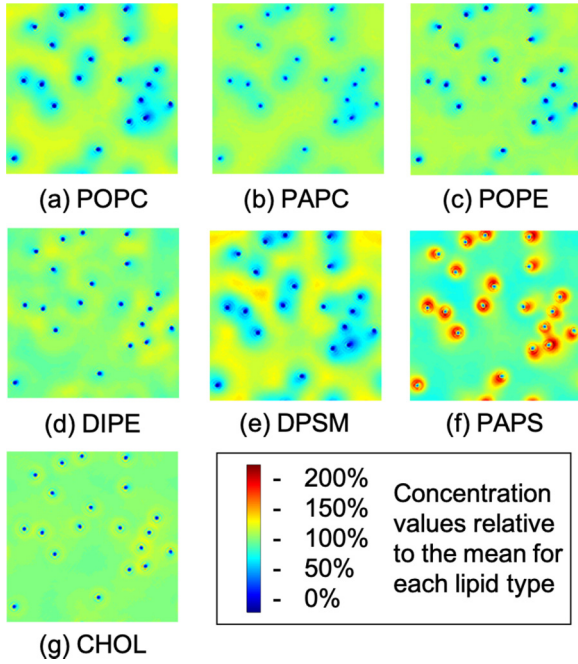 (a) POPC
(b) PAPC
(c) POPE
(d) DIPE
(e) DPSM
(f) PAPS
(g) CHOL
- 200%
- 150%
- 100%
- 50%
- 0%
Concentration
values relative
to the mean for
each lipid type